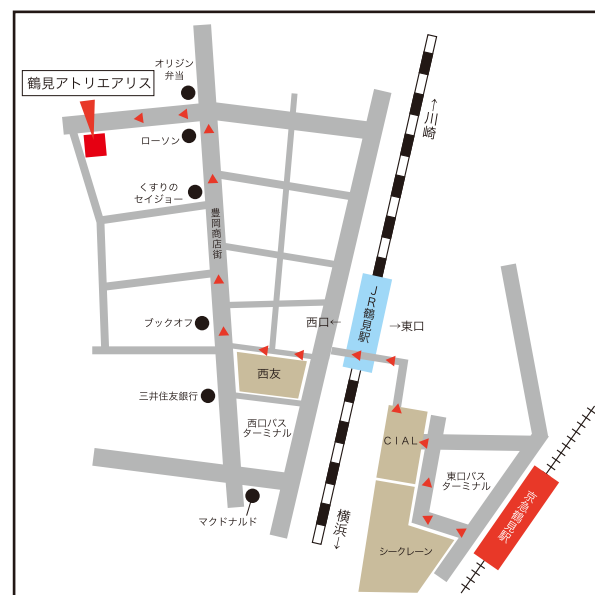 オリジン
弁当
鶴見アトリエアリス
←川崎
ローソン
くすりの
セイジョー
豊岡商店街
JR鶴見駅
ブックオフ
西口←
→東口
西友
三井住友銀行
西口バス
ターミナル
CIAL
東口バス
ターミナル
京急鶴見駅
マクドナルド
横浜→
シークレーン